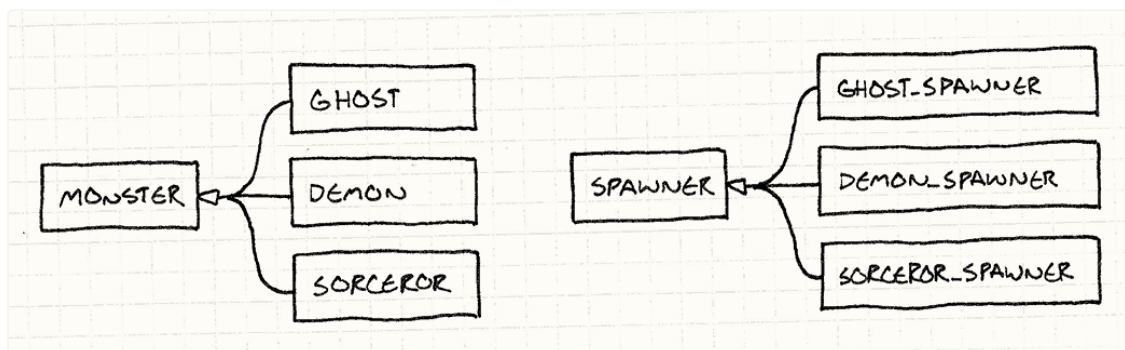 MONSTER
GHOST
DEMON
SORCEROR
SPAWNER
GHOST_SPAWNER
DEMON_SPAWNER
SORCEROR_SPAWNER